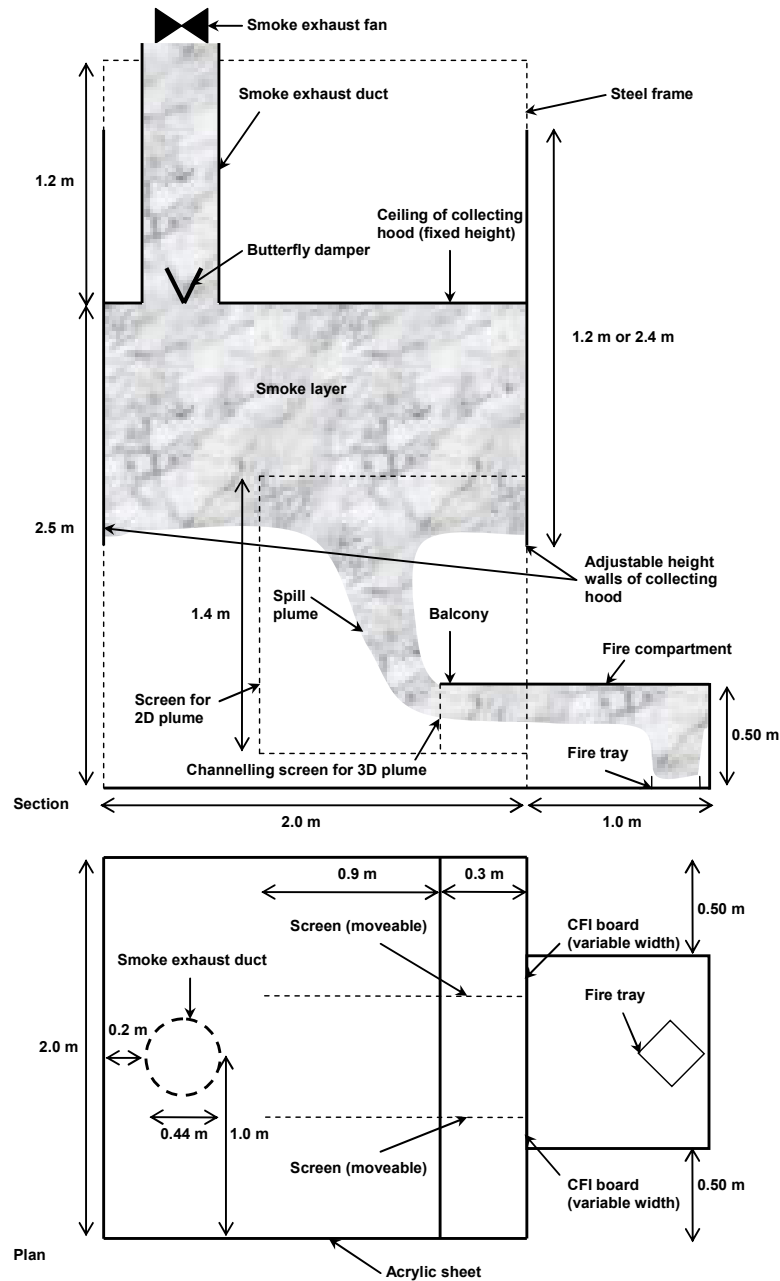 Smoke exhaust fan
Smoke exhaust duct
Steel frame
1.2 m
Ceiling of collecting
hood (fixed height)
Butterfly damper
1.2 m or 2.4 m
Smoke layer
2.5 m
Adjustable height
walls of collecting
hood
1.4 m
Spill
plume
Balcony
Fire compartment
Screen for
2D plume
0.50 m
Channelling screen for 3D plume
Fire tray
Section
2.0 m
1.0 m
0.9 m
0.3 m
0.50 m
Screen (moveable)
CFI board
(variable width)
Smoke exhaust duct
Fire tray
0.2 m
2.0 m
0.44 m
1.0 m
Screen (moveable)
CFI board
(variable width)
0.50 m
Plan
Acrylic sheet